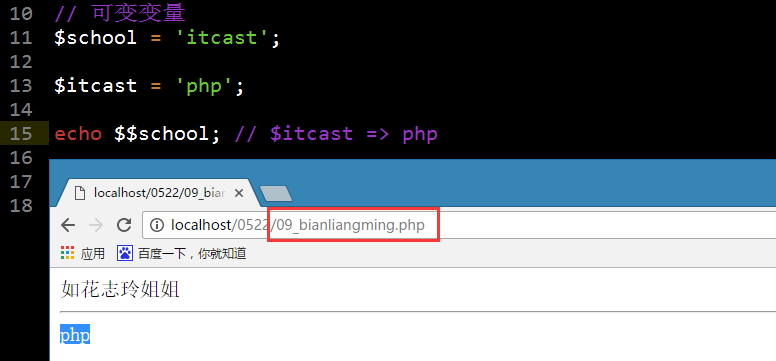 10 // 可变变量
11 $school = 'itcast';
12
13 $itcast = 'php';
14
15 echo $$school; // $itcast => php
16
17
18
localhost/0522/09_bian
localhost/0522/09_bianliangming.php
应用 百度一下，你就知道
如花志玲姐姐
php